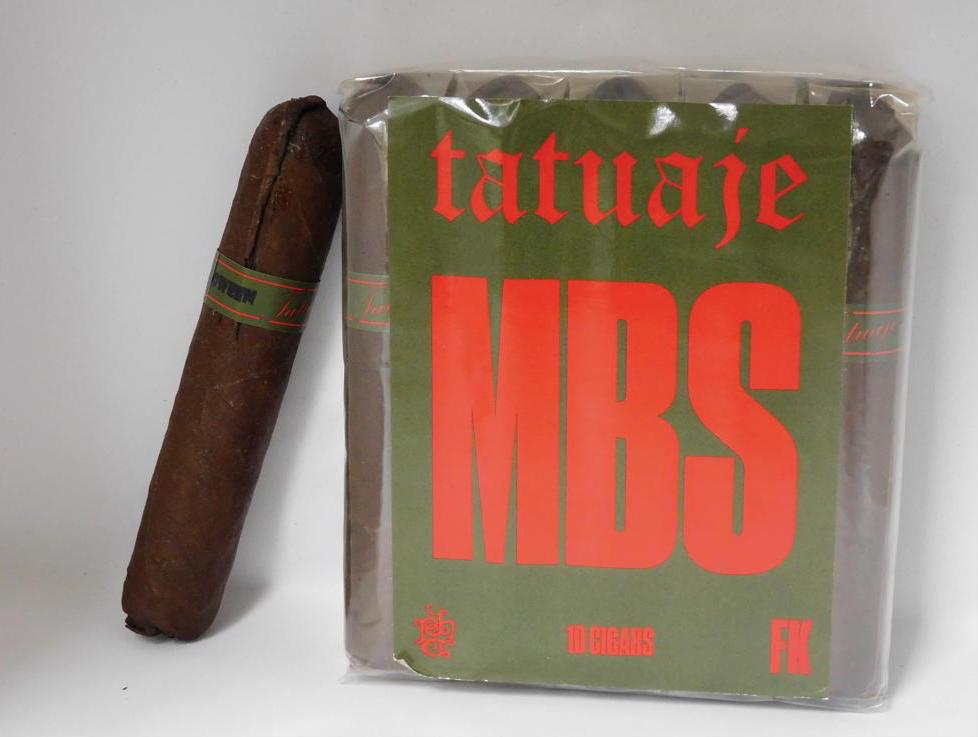 tatuaje
MBS
10 CIGARS
FK